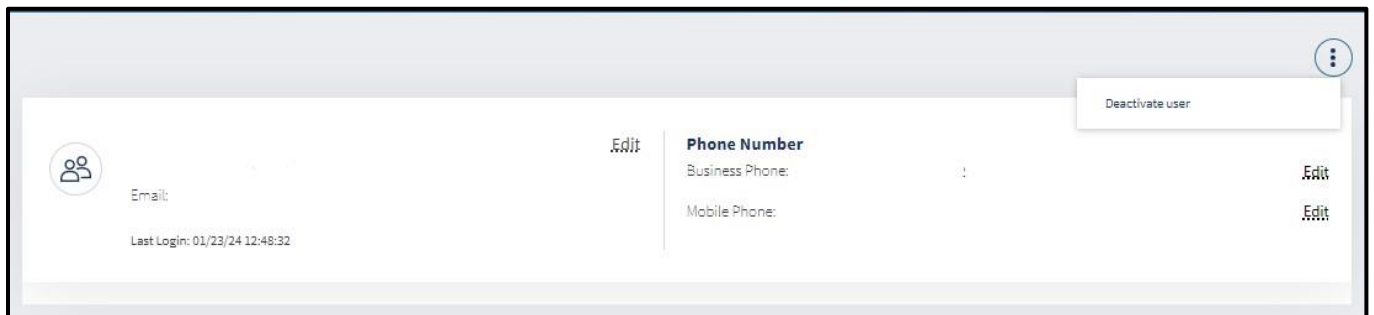 Deactivate user
Edit
Email:
Last Login: 01/23/24 12:48:32
Phone Number
Business Phone:
Edit
Mobile Phone:
Edit